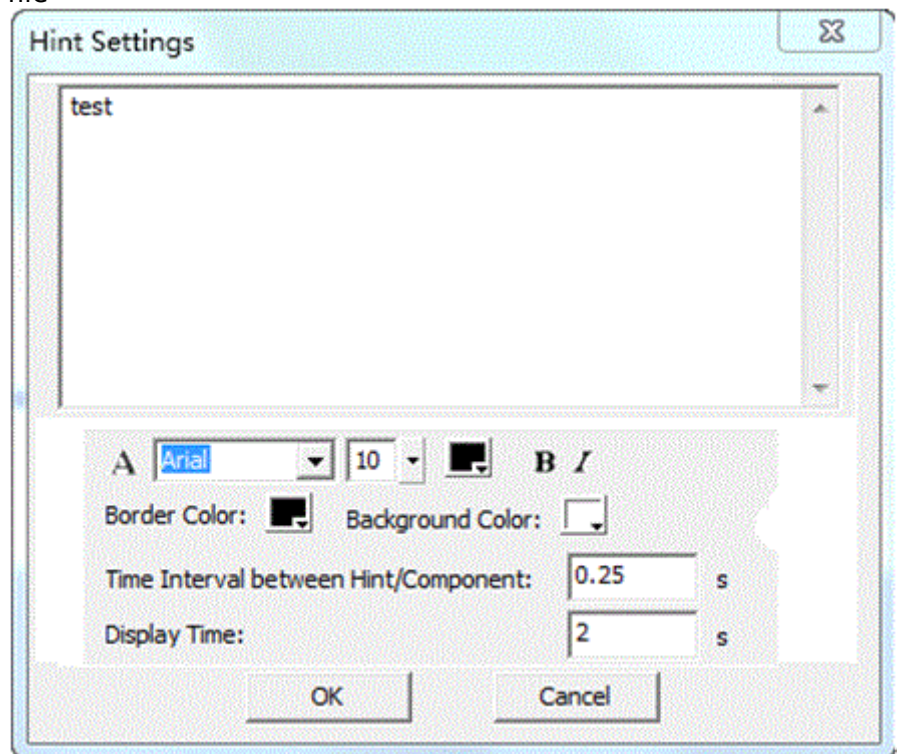 Hint Settings
test
A Arial 10 B I
Border Color: Background Color:
Time Interval between Hint/Component: 0.25 s
Display Time: 2 s
OK Cancel